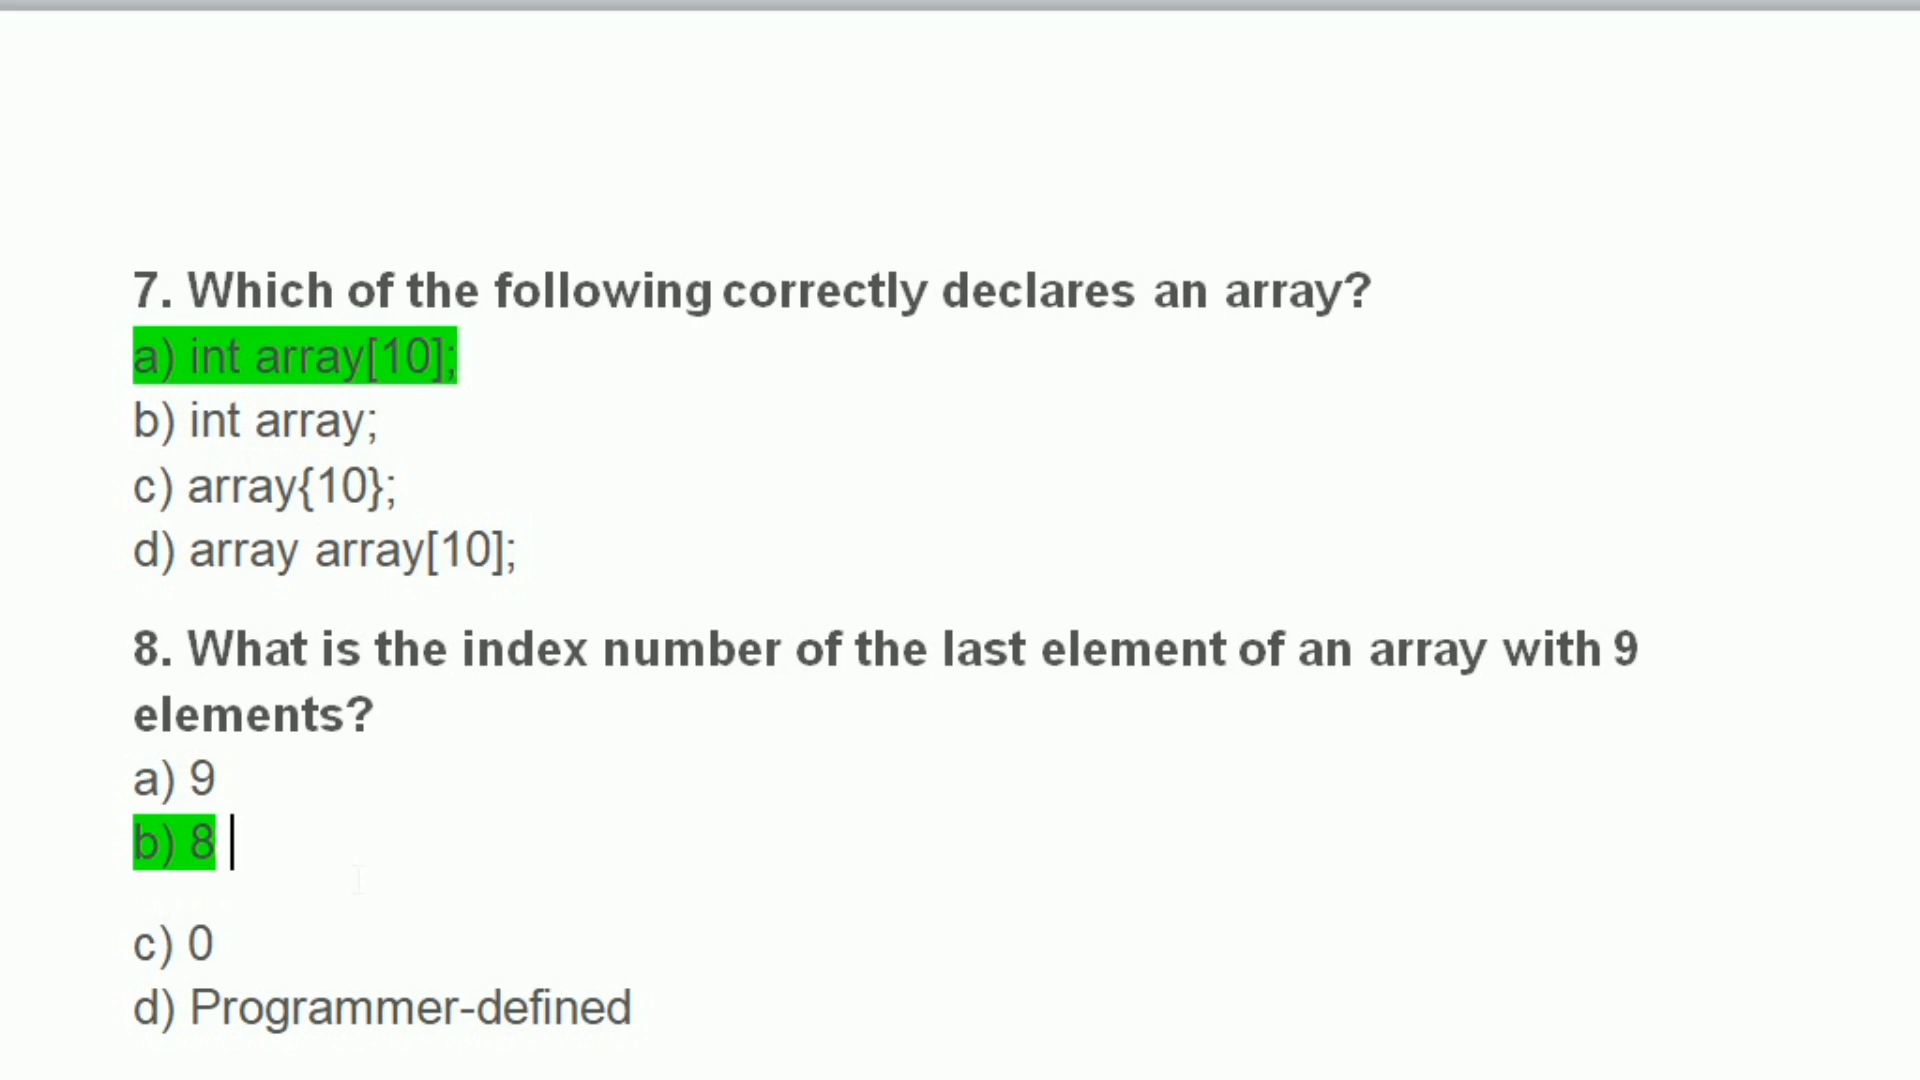 7. Which of the following correctly declares an array?
a) int array[10];
b) int array;
c) array{10};
d) array array[10];
8. What is the index number of the last element of an array with 9
elements?
a) 9
b) 8
c) 0
d) Programmer-defined